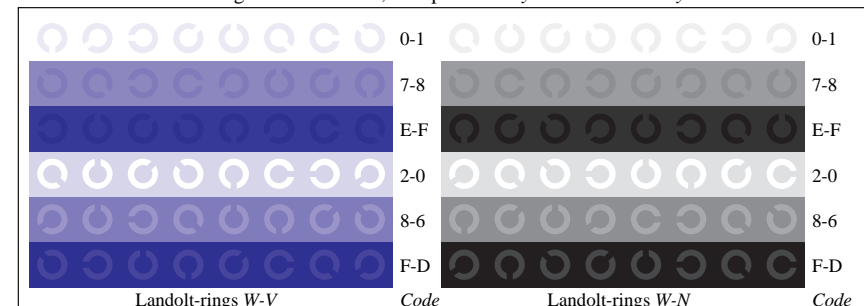 0-1 0-1
7-8 7-8
E-F E-F
2-0 2-0
8-6 8-6
F-D F-D
Landolt-rings W-V Code Landolt-rings W-N Code